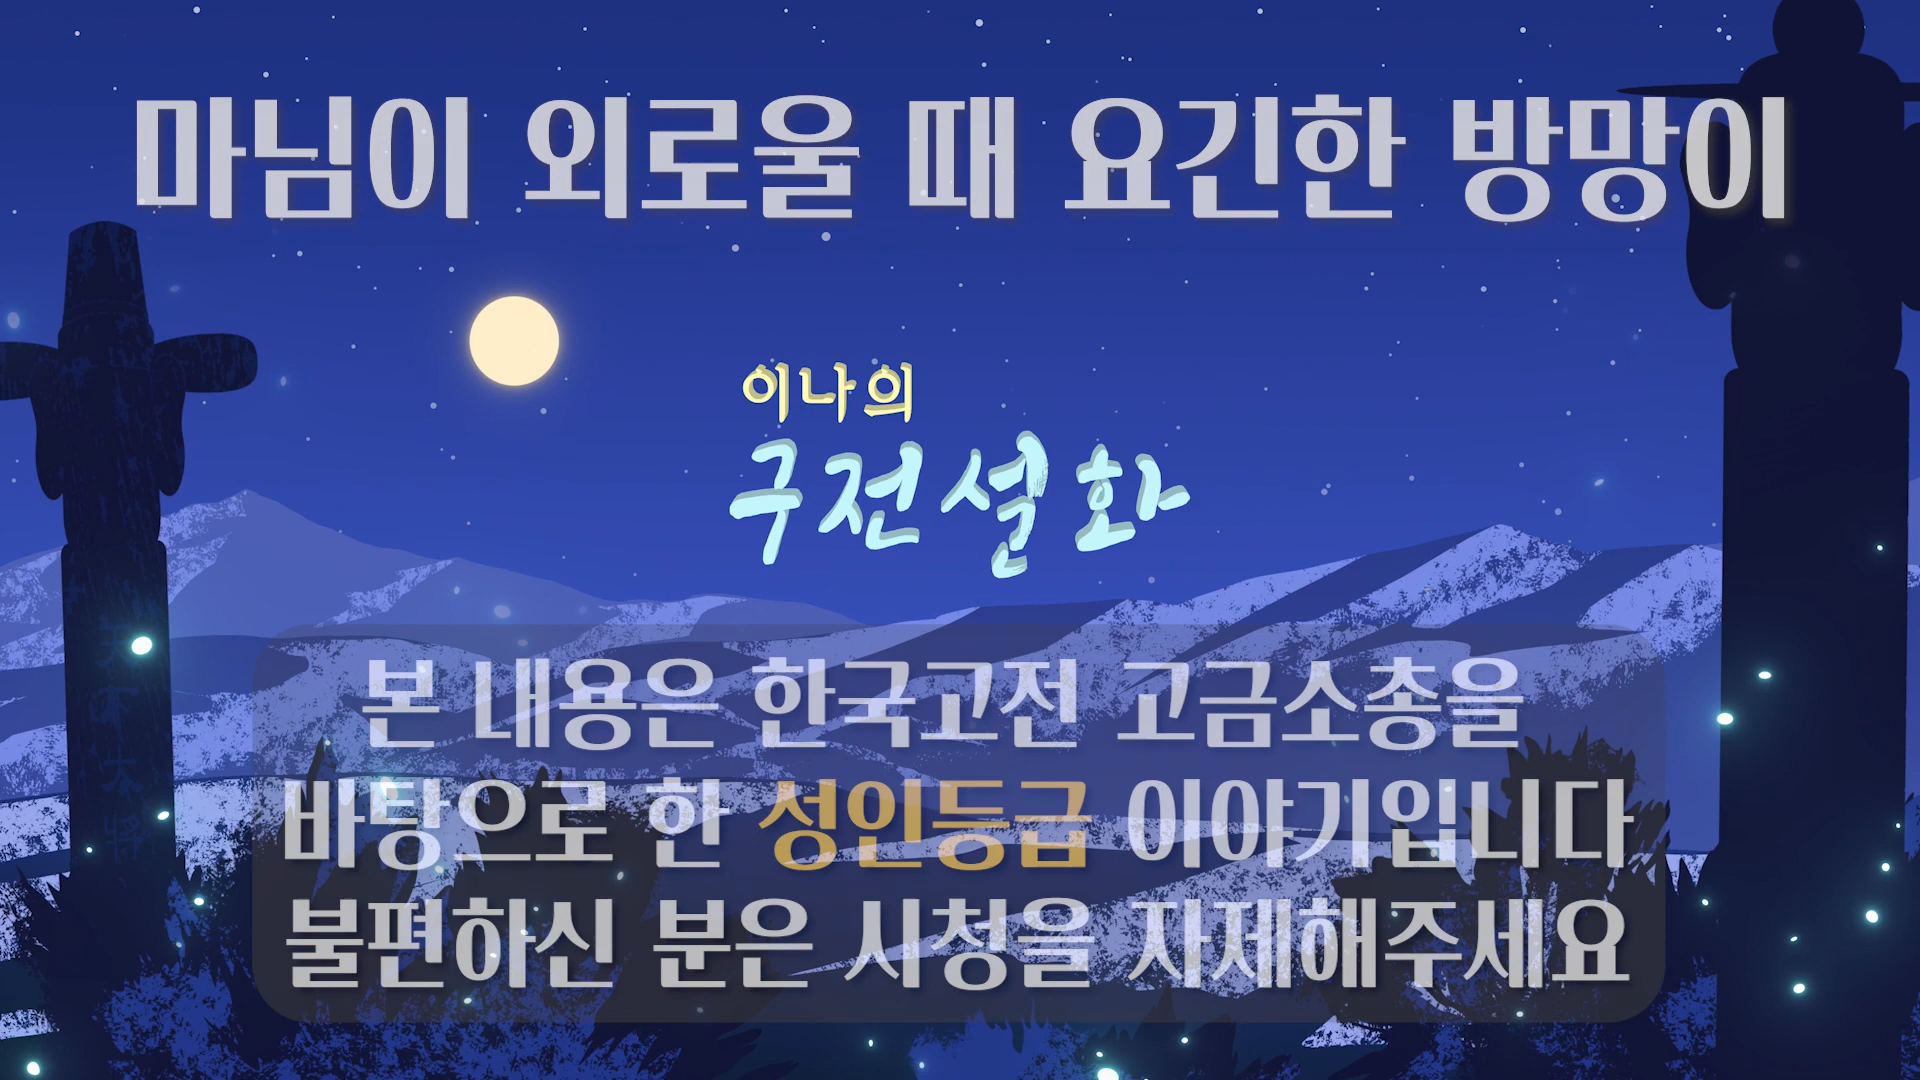 마님이 외로울 때 요긴한 방망이
이나의
구전설화
본 내용은 한국고전 고금소총을
바탕으로 한 성인등급 이야기입니다
불편하신 분은 시청을 자제해주세요